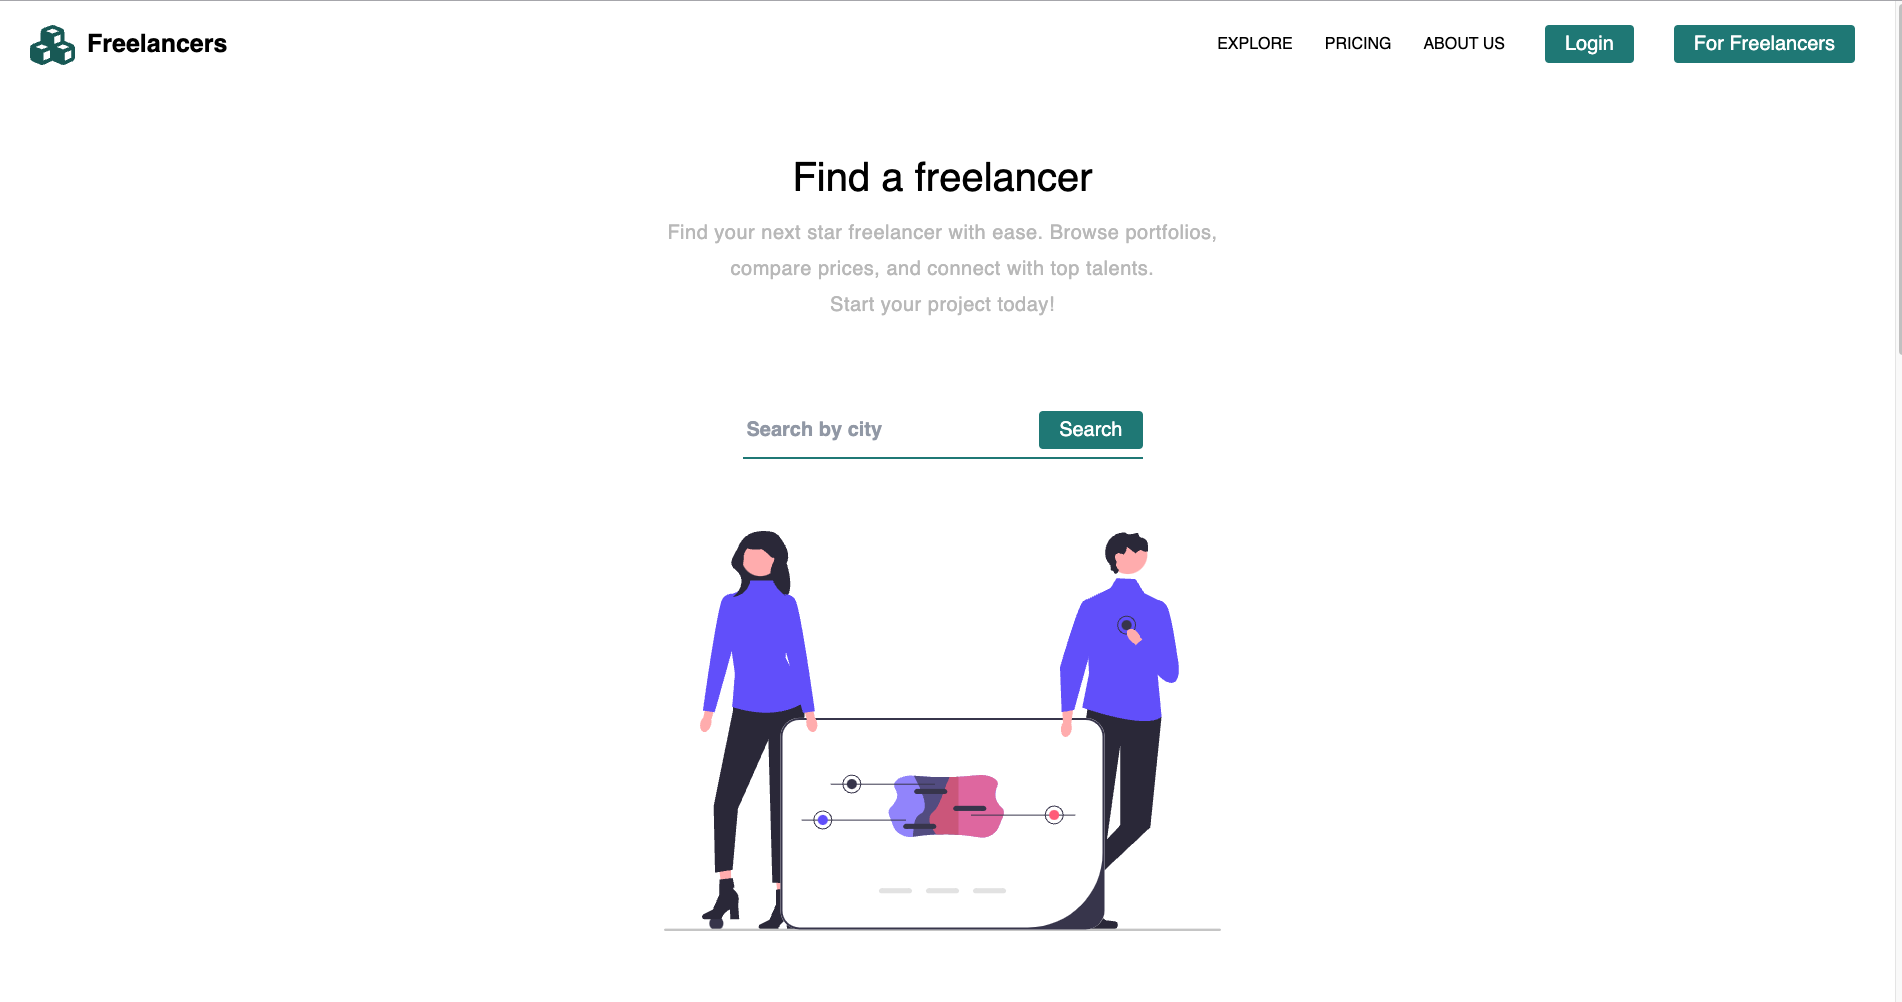 Freelancers
EXPLORE
PRICING
ABOUT US
Login
For Freelancers
Find a freelancer
Find your next star freelancer with ease. Browse portfolios,
compare prices, and connect with top talents.
Start your project today!
Search by city
Search